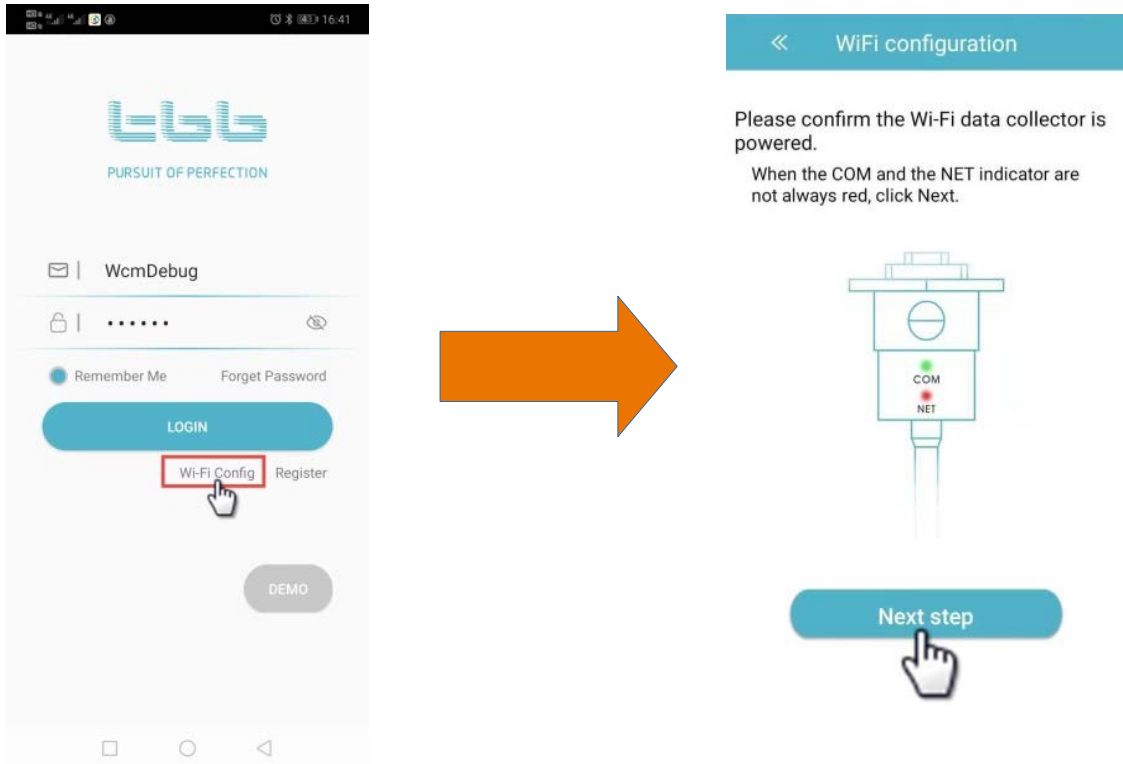 16:41
tbb
PURSUIT OF PERFECTION
WcmDebug
Remember Me Forget Password
LOGIN
Wi-Fi Config Register
DEMO
WiFi configuration
Please confirm the Wi-Fi data collector is
powered.
When the COM and the NET indicator are
not always red, click Next.
COM
NET
Next step